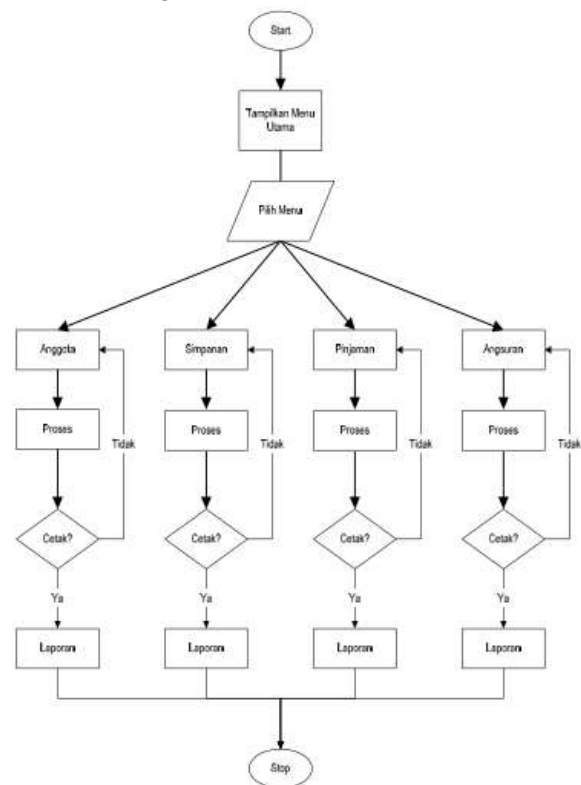 Start
Tampilkan Menu
Utama
Pilih Menu
Anggota
Simpanan
Pinjaman
Angsuran
Proses
Proses
Proses
Proses
Tidak
Tidak
Tidak
Tidak
Cetak?
Cetak?
Cetak?
Cetak?
Ya
Ya
Ya
Ya
Laporan
Laporan
Laporan
Laporan
Stop